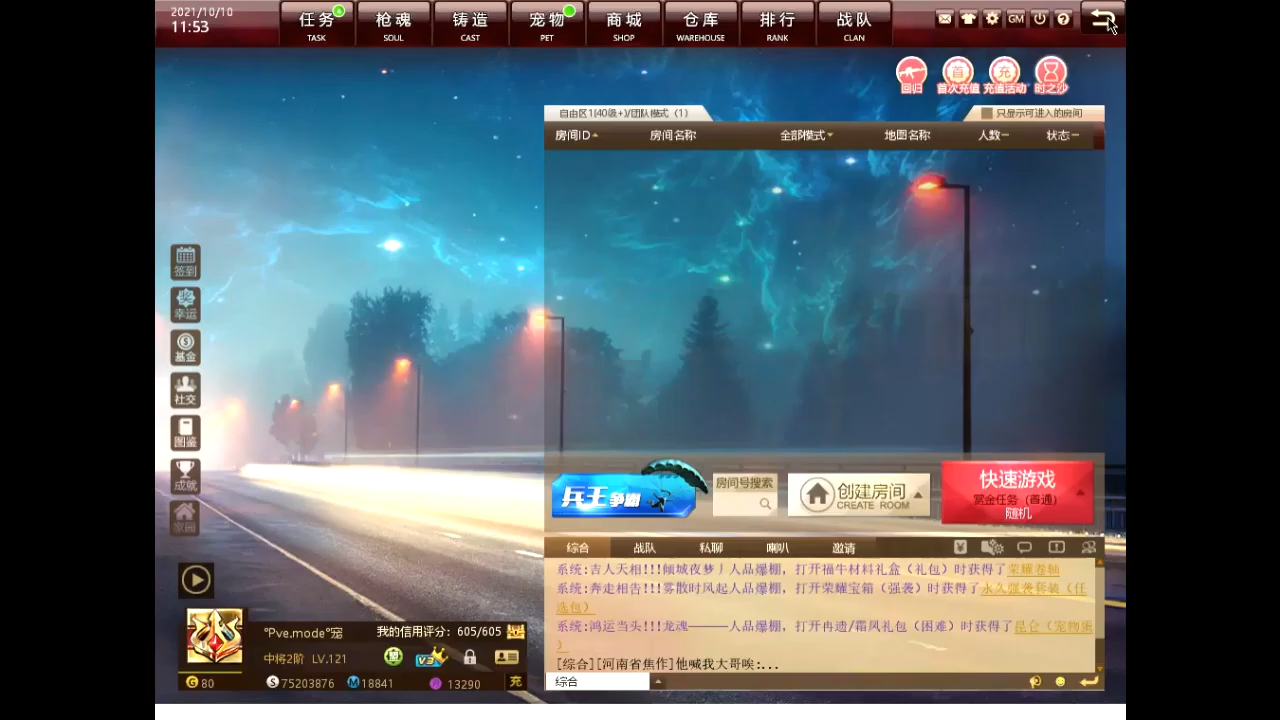 2021/10/10
11:53
任务
TASK
枪魂
SOUL
铸造
CAST
宠物
PET
商城
SHOP
仓库
WAREHOUSE
排行
RANK
战队
CLAN
GM
回归
首次充值
充值活动
时之沙
自由区1(40级+)/团队模式（1）
只显示可进入的房间
房间ID
房间名称
全部模式
地图名称
人数
状态
签到
幸运
基金
社交
图鉴
成就
家园
兵王争霸
房间号搜索
创建房间
CREATE ROOM
快速游戏
赏金任务（普通）
随机
综合
战队
私聊
喇叭
邀请
系统:吉人天相!!!倾城夜梦丿人品爆棚, 打开福牛材料礼盒（礼包）时获得了荣耀卷轴
系统:奔走相告!!!雾散时风起人品爆棚, 打开荣耀宝箱（强袭）时获得了永久强袭套装（任
选包）
系统:鸿运当头!!!龙魂————人品爆棚, 打开再遗/霜风礼包（困难）时获得了昆仑（宠物蛋
）
[综合][河南省焦作]他喊我大哥唉:...
综合
°Pve.mode°宠
我的信用评分: 605/605
中将2阶 LV.121
V3
G 80
S 75203876
M 18841
13290
充